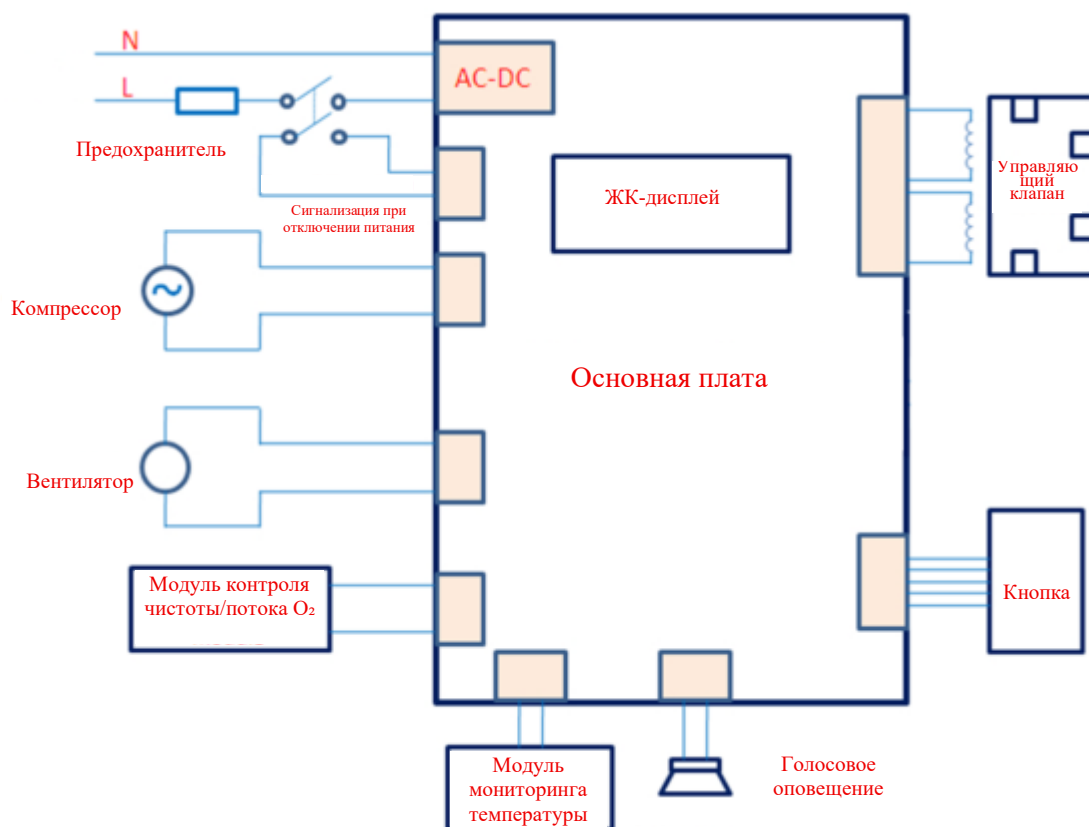 N
AC-DC
L
Предохранитель
Сигнализация при
отключении питания
ЖК-дисплей
Управляю
щий
клапан
Компрессор
Основная плата
Вентилятор
Модуль контроля
чистоты/потока O₂
Кнопка
Модуль
мониторинга
температуры
Голосовое
оповещение